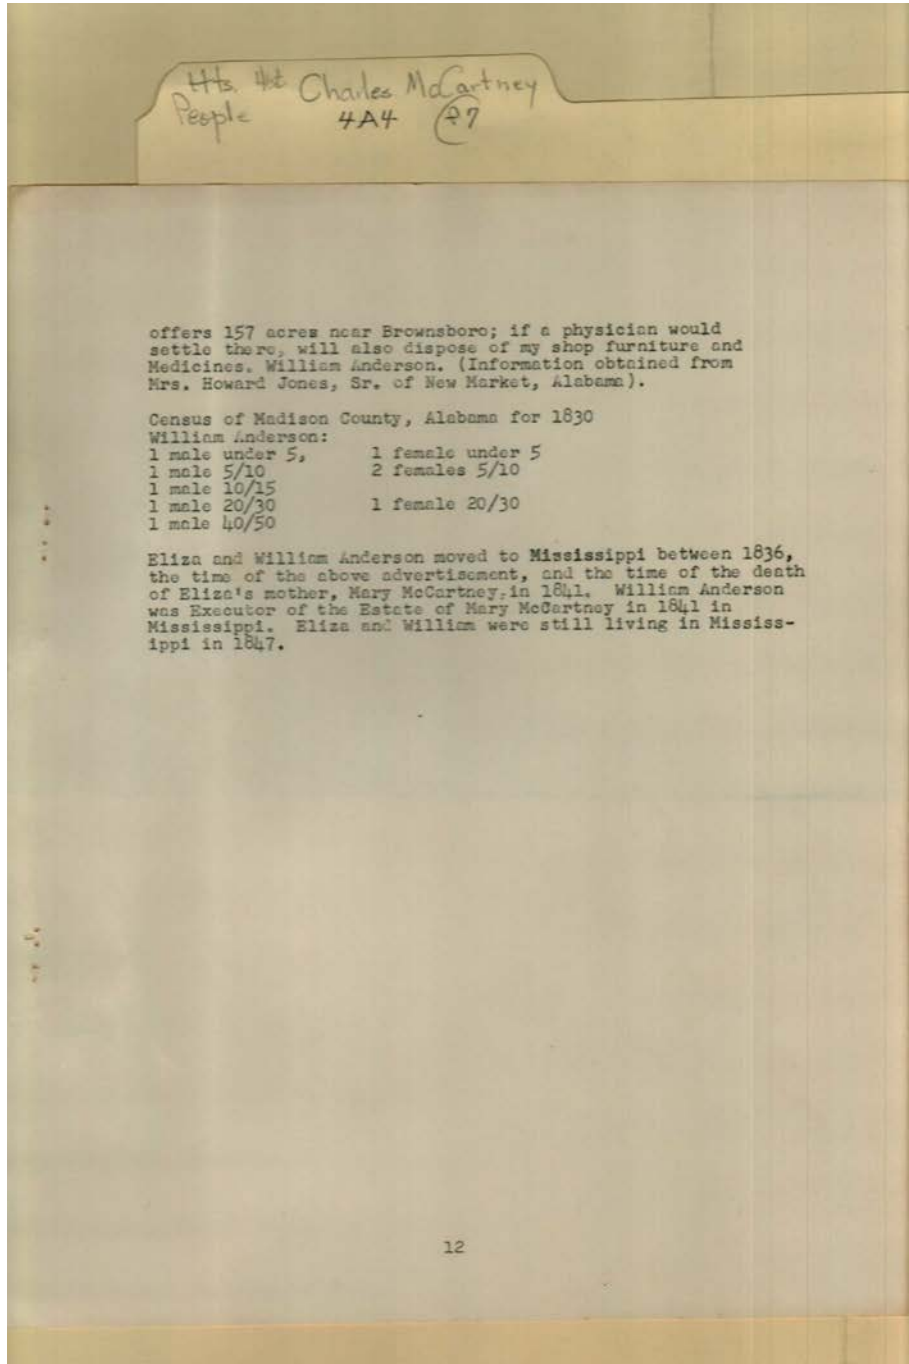 Hts. Hst Charles McCartney
People 4A4 27
offers 157 acres near Brownsboro; if a physician would
settle there, will also dispose of my shop furniture and
Medicines. William Anderson. (Information obtained from
Mrs. Howard Jones, Sr. of New Market, Alabama).
Census of Madison County, Alabama for 1830
William Anderson:
1 male under 5, 1 female under 5
1 male 5/10 2 females 5/10
1 male 10/15
1 male 20/30 1 female 20/30
1 male 40/50
Eliza and William Anderson moved to Mississippi between 1836,
the time of the above advertisement, and the time of the death
of Eliza's mother, Mary McCartney, in 1841. William Anderson
was Executor of the Estate of Mary McCartney in 1841 in
Mississippi. Eliza and William were still living in Mississ-
ippi in 1847.
12